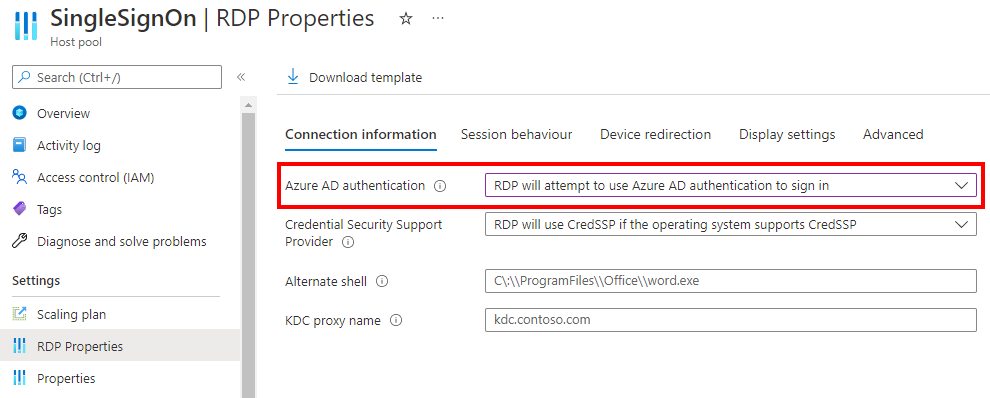 SingleSignOn | RDP Properties
Host pool
Search (Ctrl+/)
Overview
Activity log
Access control (IAM)
Tags
Diagnose and solve problems
Settings
Scaling plan
RDP Properties
Properties
Download template
Connection information
Session behaviour
Device redirection
Display settings
Advanced
Azure AD authentication
RDP will attempt to use Azure AD authentication to sign in
Credential Security Support
Provider
RDP will use CredSSP if the operating system supports CredSSP
Alternate shell
C\:\\ProgramFiles\\Office\\word.exe
KDC proxy name
kdc.contoso.com